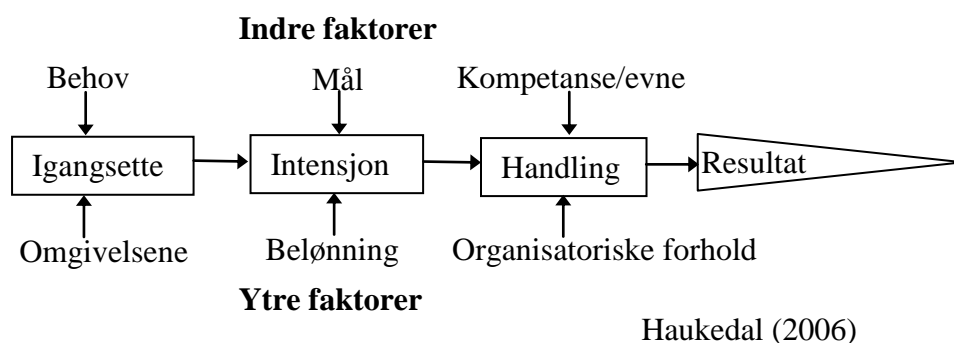 Indre faktorer
Behov Mål Kompetanse/evne
Igangsette Intensjon Handling Resultat
Omgivelsene Belønning Organisatoriske forhold
Ytre faktorer
Haukedal (2006)